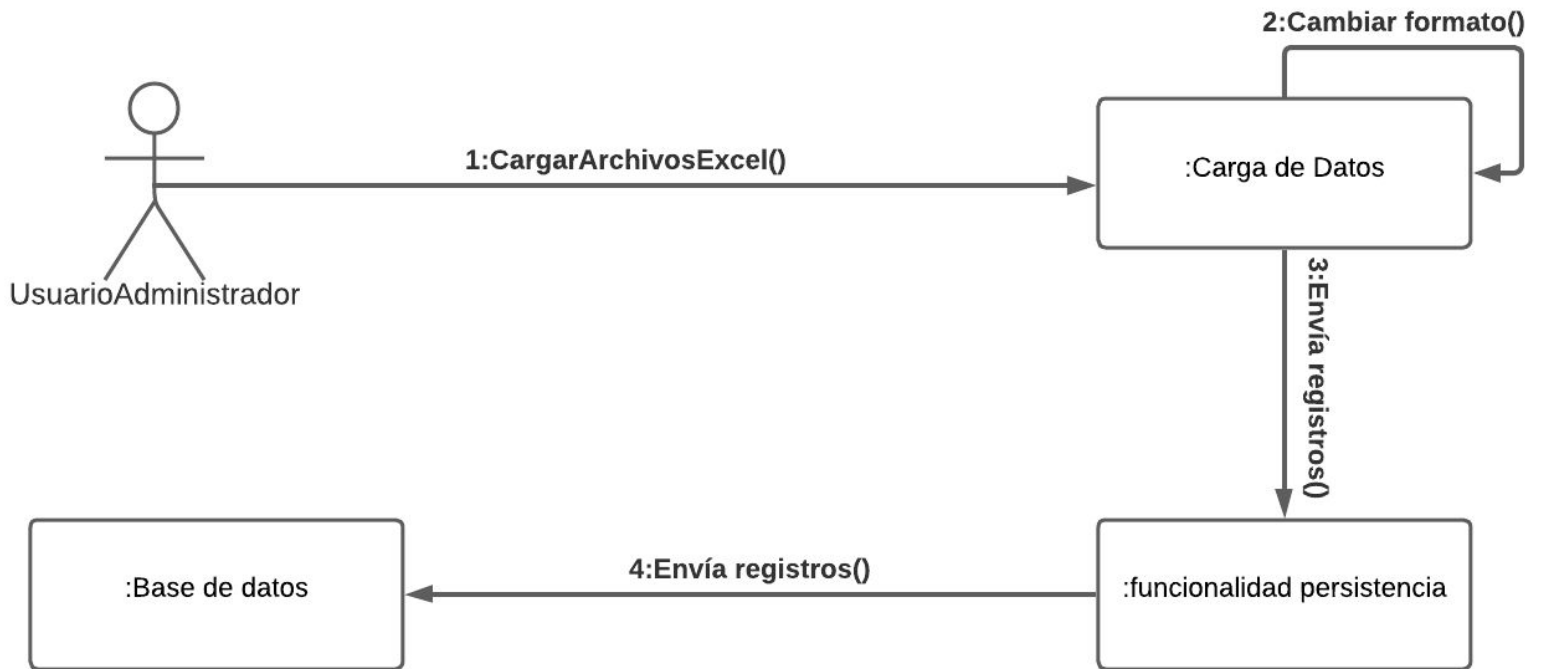 2:Cambiar formato()
1:CargarArchivosExcel()
:Carga de Datos
UsuarioAdministrador
3:Envía registros()
4:Envía registros()
:Base de datos
:funcionalidad persistencia